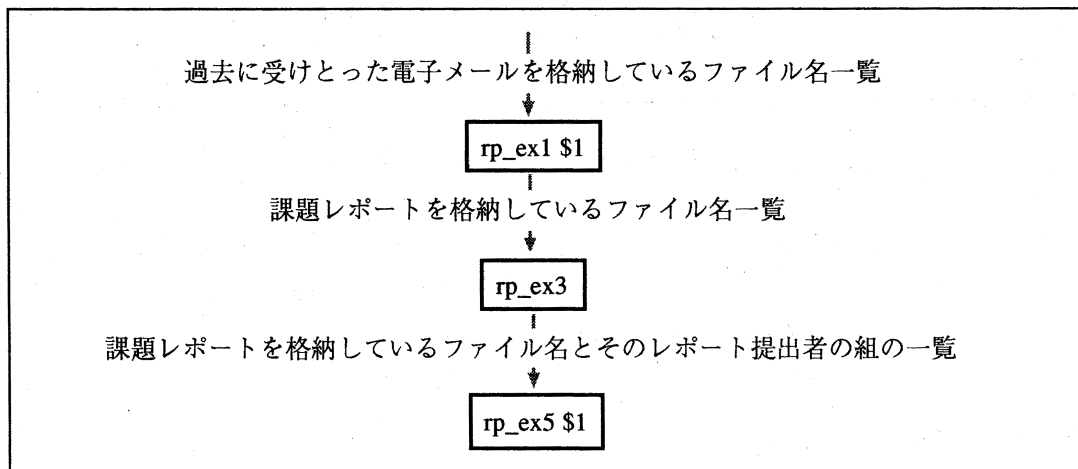 過去に受けとった電子メールを格納しているファイル名一覧
rp_ex1 $1
課題レポートを格納しているファイル名一覧
rp_ex3
課題レポートを格納しているファイル名とそのレポート提出者の組の一覧
rp_ex5 $1